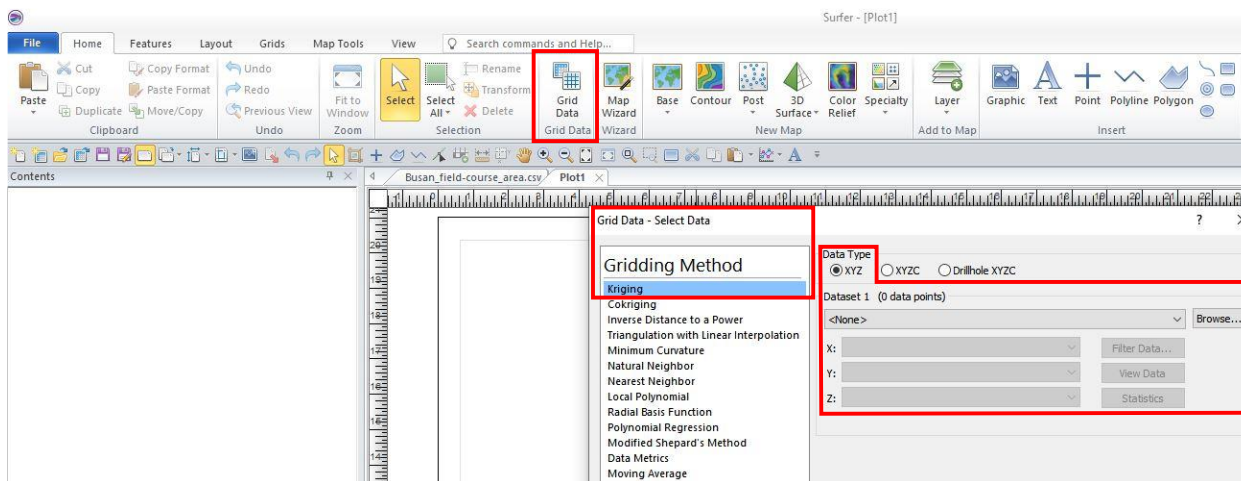 Surfer - [Plot1]
File Home Features Layout Grids Map Tools View Search commands and Help...
Paste Cut Copy Duplicate Copy Format Paste Format Move/Copy Undo Redo Previous View Fit to Window Select Select All Rename Transform Delete Grid Data Map Wizard Base Contour Post 3D Surface Color Relief Specialty Layer Graphic Text Point Polyline Polygon
Clipboard Undo Zoom Selection Grid Data Wizard New Map Add to Map Insert
Contents Busan_field-course_area.csv Plot1
Grid Data - Select Data ?
Gridding Method
Kriging
Cokriging
Inverse Distance to a Power
Triangulation with Linear Interpolation
Minimum Curvature
Natural Neighbor
Nearest Neighbor
Local Polynomial
Radial Basis Function
Polynomial Regression
Modified Shepard's Method
Data Metrics
Moving Average
Data Type
XYZ XYZC Drillhole XYZC
Dataset 1 (0 data points)
<None> Browse...
X: Filter Data...
Y: View Data
Z: Statistics